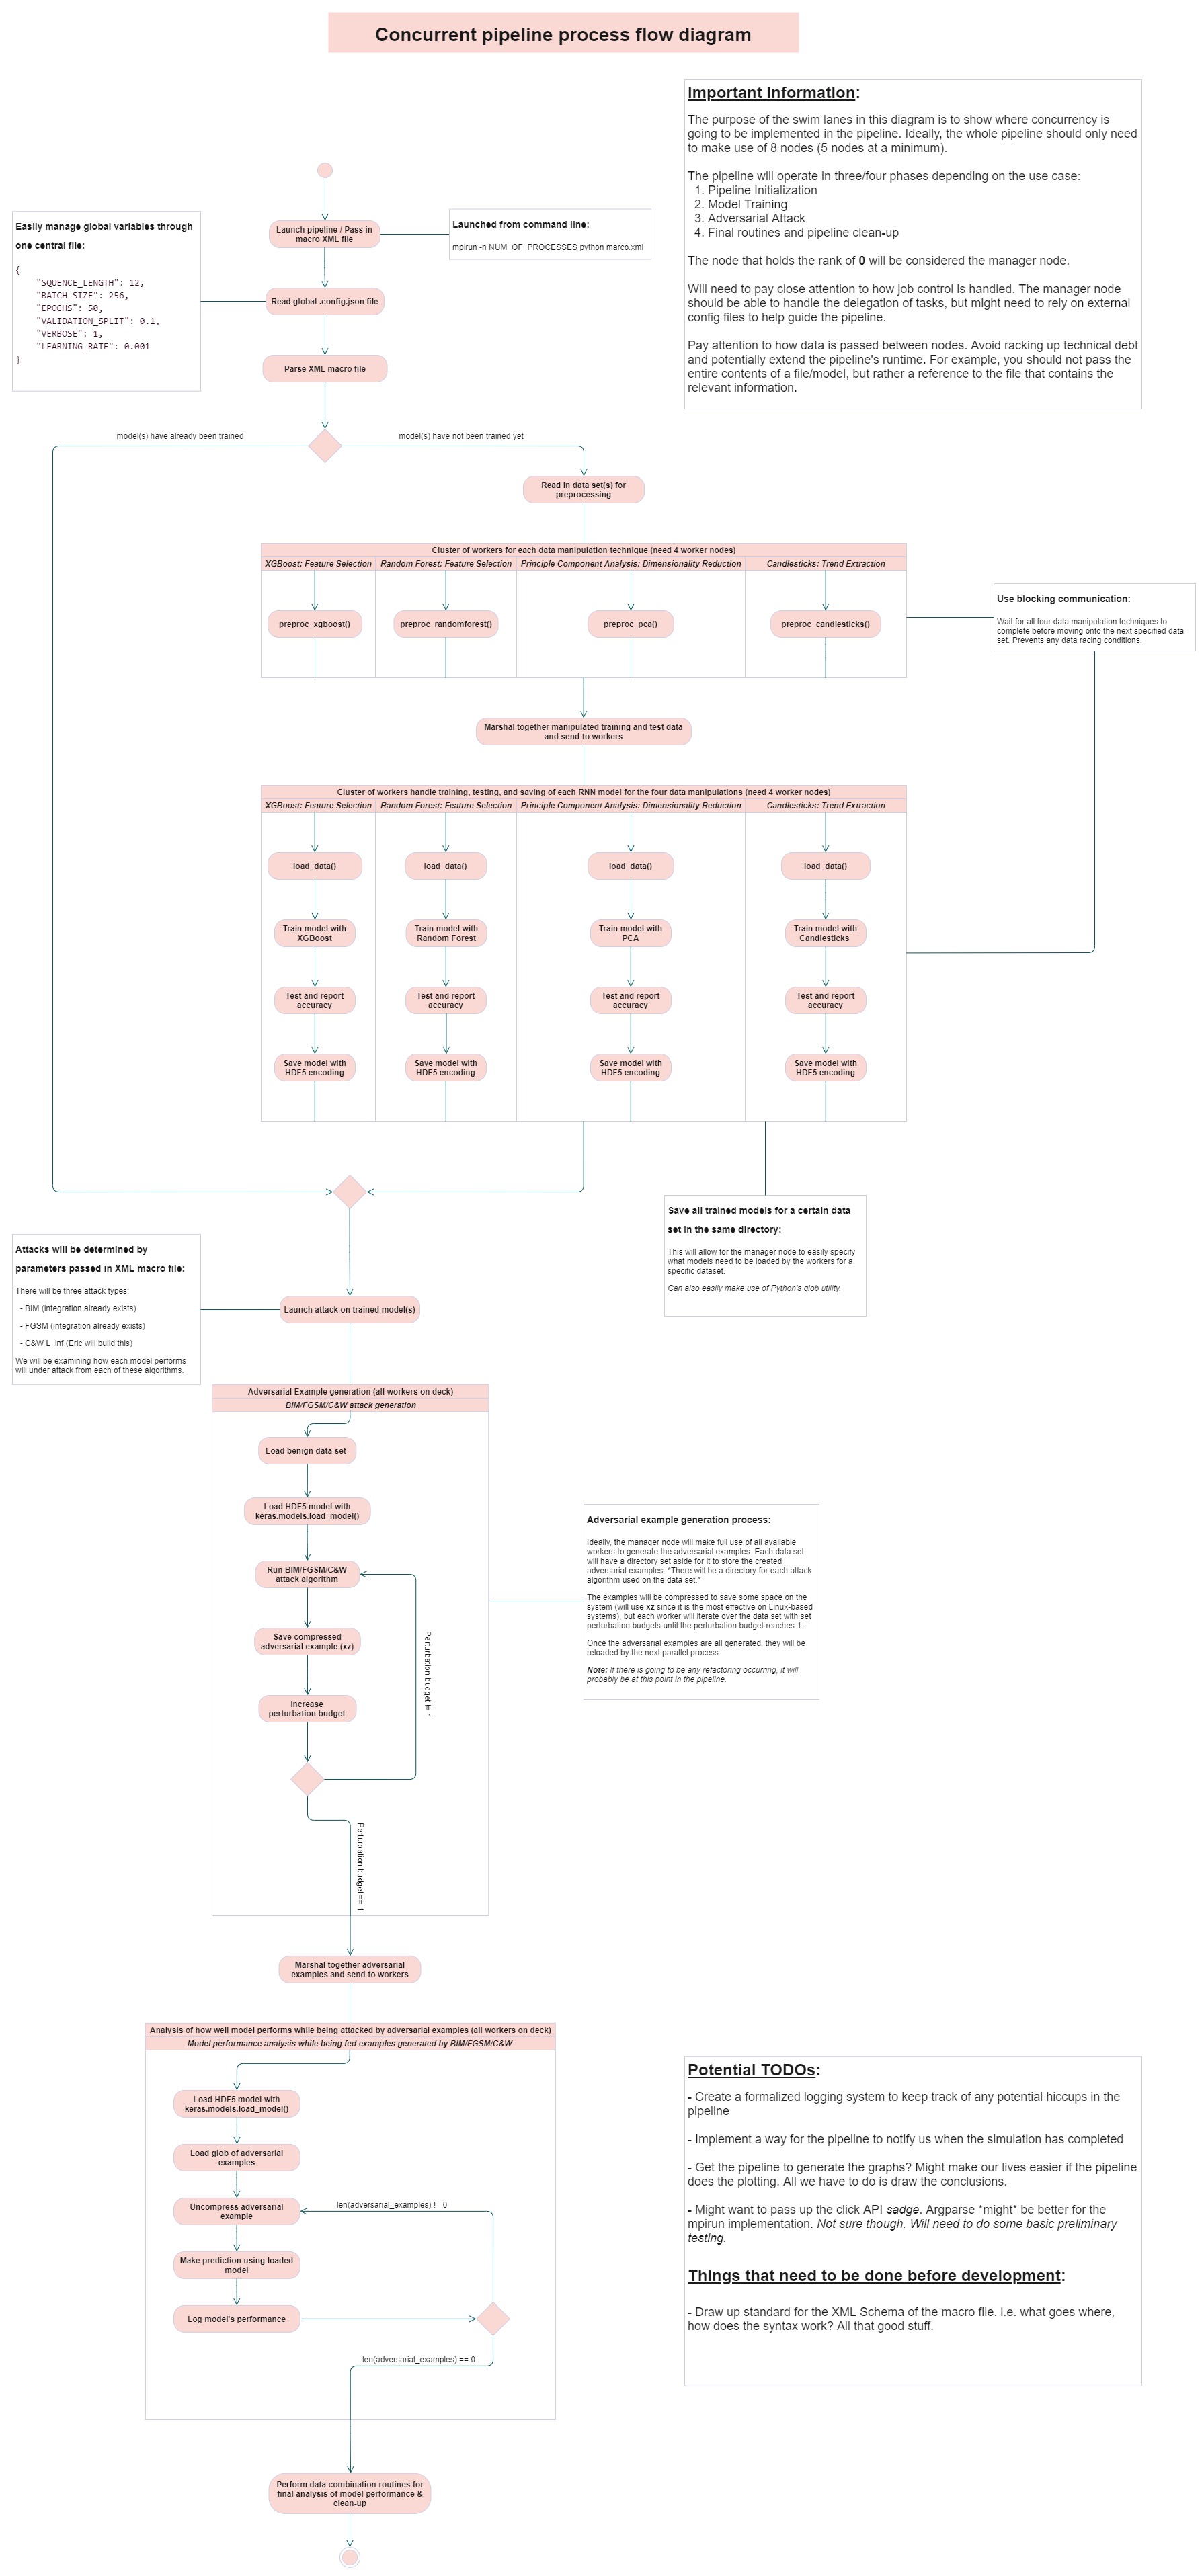 Concurrent pipeline process flow diagram
Important Information:
The purpose of the swim lanes in this diagram is to show where concurrency is
going to be implemented in the pipeline. Ideally, the whole pipeline should only need
to make use of 8 nodes (5 nodes at a minimum).
The pipeline will operate in three/four phases depending on the use case:
1. Pipeline Initialization
2. Model Training
3. Adversarial Attack
4. Final routines and pipeline clean-up
The node that holds the rank of 0 will be considered the manager node.
Will need to pay close attention to how job control is handled. The manager node
should be able to handle the delegation of tasks, but might need to rely on external
config files to help guide the pipeline.
Pay attention to how data is passed between nodes. Avoid racking up technical debt
and potentially extend the pipeline's runtime. For example, you should not pass the
entire contents of a file/model, but rather a reference to the file that contains the
relevant information.
Easily manage global variables through
one central file:
{
"SQUENCE_LENGTH": 12,
"BATCH_SIZE": 256,
"EPOCHS": 50,
"VALIDATION_SPLIT": 0.1,
"VERBOSE": 1,
"LEARNING_RATE": 0.001
}
Launch pipeline / Pass in
macro XML file
Launched from command line:
mpirun -n NUM_OF_PROCESSES python marco.xml
Read global .config.json file
Parse XML macro file
model(s) have already been trained
model(s) have not been trained yet
Read in data set(s) for
preprocessing
Cluster of workers for each data manipulation technique (need 4 worker nodes)
XGBoost: Feature Selection
Random Forest: Feature Selection
Principle Component Analysis: Dimensionality Reduction
Candlesticks: Trend Extraction
preproc_xgboost()
preproc_randomforest()
preproc_pca()
preproc_candlesticks()
Use blocking communication:
Wait for all four data manipulation techniques to
complete before moving onto the next specified data
set. Prevents any data racing conditions.
Marshal together manipulated training and test data
and send to workers
Cluster of workers handle training, testing, and saving of each RNN model for the four data manipulations (need 4 worker nodes)
XGBoost: Feature Selection
Random Forest: Feature Selection
Principle Component Analysis: Dimensionality Reduction
Candlesticks: Trend Extraction
load_data()
load_data()
load_data()
load_data()
Train model with
XGBoost
Train model with
Random Forest
Train model with
PCA
Train model with
Candlesticks
Test and report
accuracy
Test and report
accuracy
Test and report
accuracy
Test and report
accuracy
Save model with
HDF5 encoding
Save model with
HDF5 encoding
Save model with
HDF5 encoding
Save model with
HDF5 encoding
Save all trained models for a certain data
set in the same directory:
This will allow for the manager node to easily specify
what models need to be loaded by the workers for a
specific dataset.
Can also easily make use of Python's glob utility.
Attacks will be determined by
parameters passed in XML macro file:
There will be three attack types:
- BIM (integration already exists)
- FGSM (integration already exists)
- C&W L_inf (Eric will build this)
We will be examining how each model performs
will under attack from each of these algorithms.
Launch attack on trained model(s)
Adversarial Example generation (all workers on deck)
BIM/FGSM/C&W attack generation
Load benign data set
Load HDF5 model with
keras.models.load_model()
Run BIM/FGSM/C&W
attack algorithm
Save compressed
adversarial example (xz)
Increase
perturbation budget
Perturbation budget != 1
Perturbation budget == 1
Adversarial example generation process:
Ideally, the manager node will make full use of all available
workers to generate the adversarial examples. Each data set
will have a directory set aside for it to store the created
adversarial examples. *There will be a directory for each attack
algorithm used on the data set.*
The examples will be compressed to save some space on the
system (will use xz since it is the most effective on Linux-based
systems), but each worker will iterate over the data set with set
perturbation budgets until the perturbation budget reaches 1.
Once the adversarial examples are all generated, they will be
reloaded by the next parallel process.
Note: if there is going to be any refactoring occurring, it will
probably be at this point in the pipeline.
Marshal together adversarial
examples and send to workers
Analysis of how well model performs while being attacked by adversarial examples (all workers on deck)
Model performance analysis while being fed examples generated by BIM/FGSM/C&W
Load HDF5 model with
keras.models.load_model()
Load glob of adversarial
examples
Uncompress adversarial
example
len(adversarial_examples) != 0
Make prediction using loaded
model
Log model's performance
len(adversarial_examples) == 0
Potential TODOs:
- Create a formalized logging system to keep track of any potential hiccups in the
pipeline
- Implement a way for the pipeline to notify us when the simulation has completed
- Get the pipeline to generate the graphs? Might make our lives easier if the pipeline
does the plotting. All we have to do is draw the conclusions.
- Might want to pass up the click API sadge. Argparse *might* be better for the
mpirun implementation. Not sure though. Will need to do some basic preliminary
testing.
Things that need to be done before development:
- Draw up standard for the XML Schema of the macro file. i.e. what goes where,
how does the syntax work? All that good stuff.
Perform data combination routines for
final analysis of model performance &
clean-up